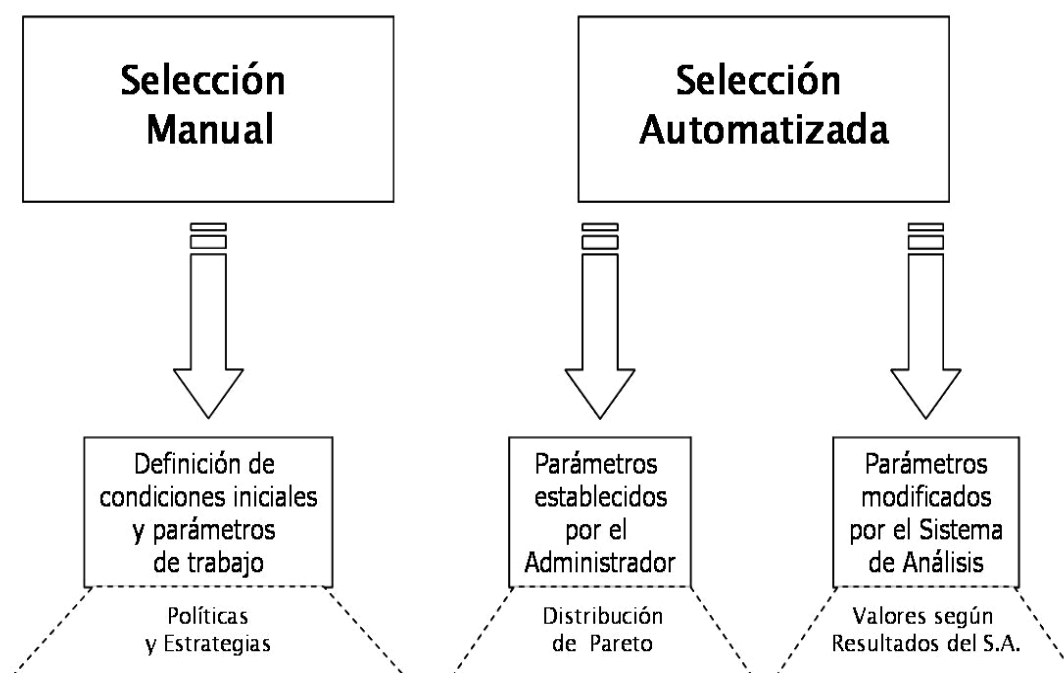 Selección
Manual
Selección
Automatizada
Definición de
condiciones iniciales
y parámetros
de trabajo
Parámetros
establecidos
por el
Administrador
Parámetros
modificados
por el Sistema
de Análisis
Políticas
y Estrategias
Distribución
de Pareto
Valores según
Resultados del S.A.